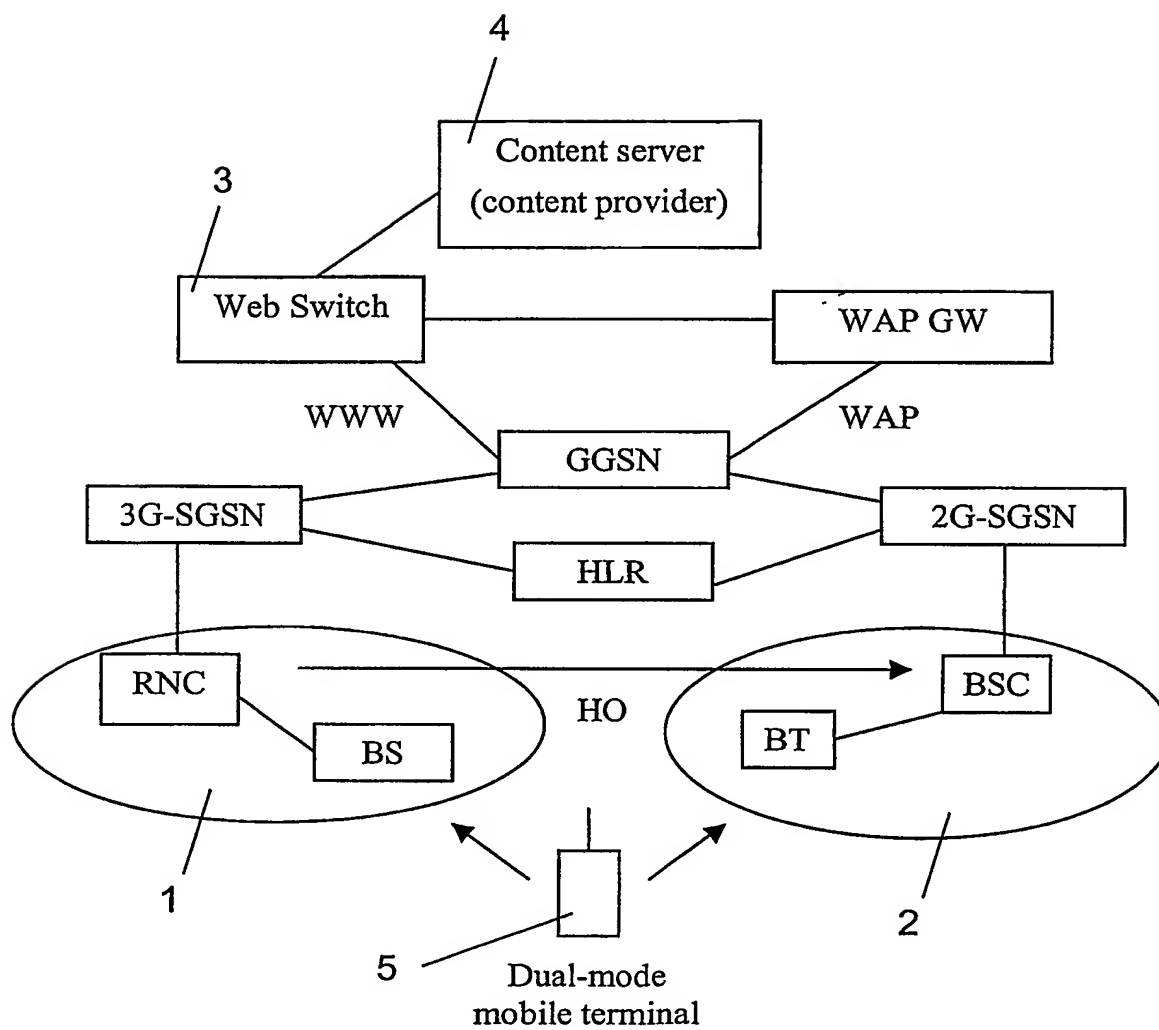 4
Content server
(content provider)
3
Web Switch
WAP GW
WWW
WAP
GGSN
3G-SGSN
2G-SGSN
HLR
RNC
BSC
HO
BS
BT
1
2
5
Dual-mode
mobile terminal